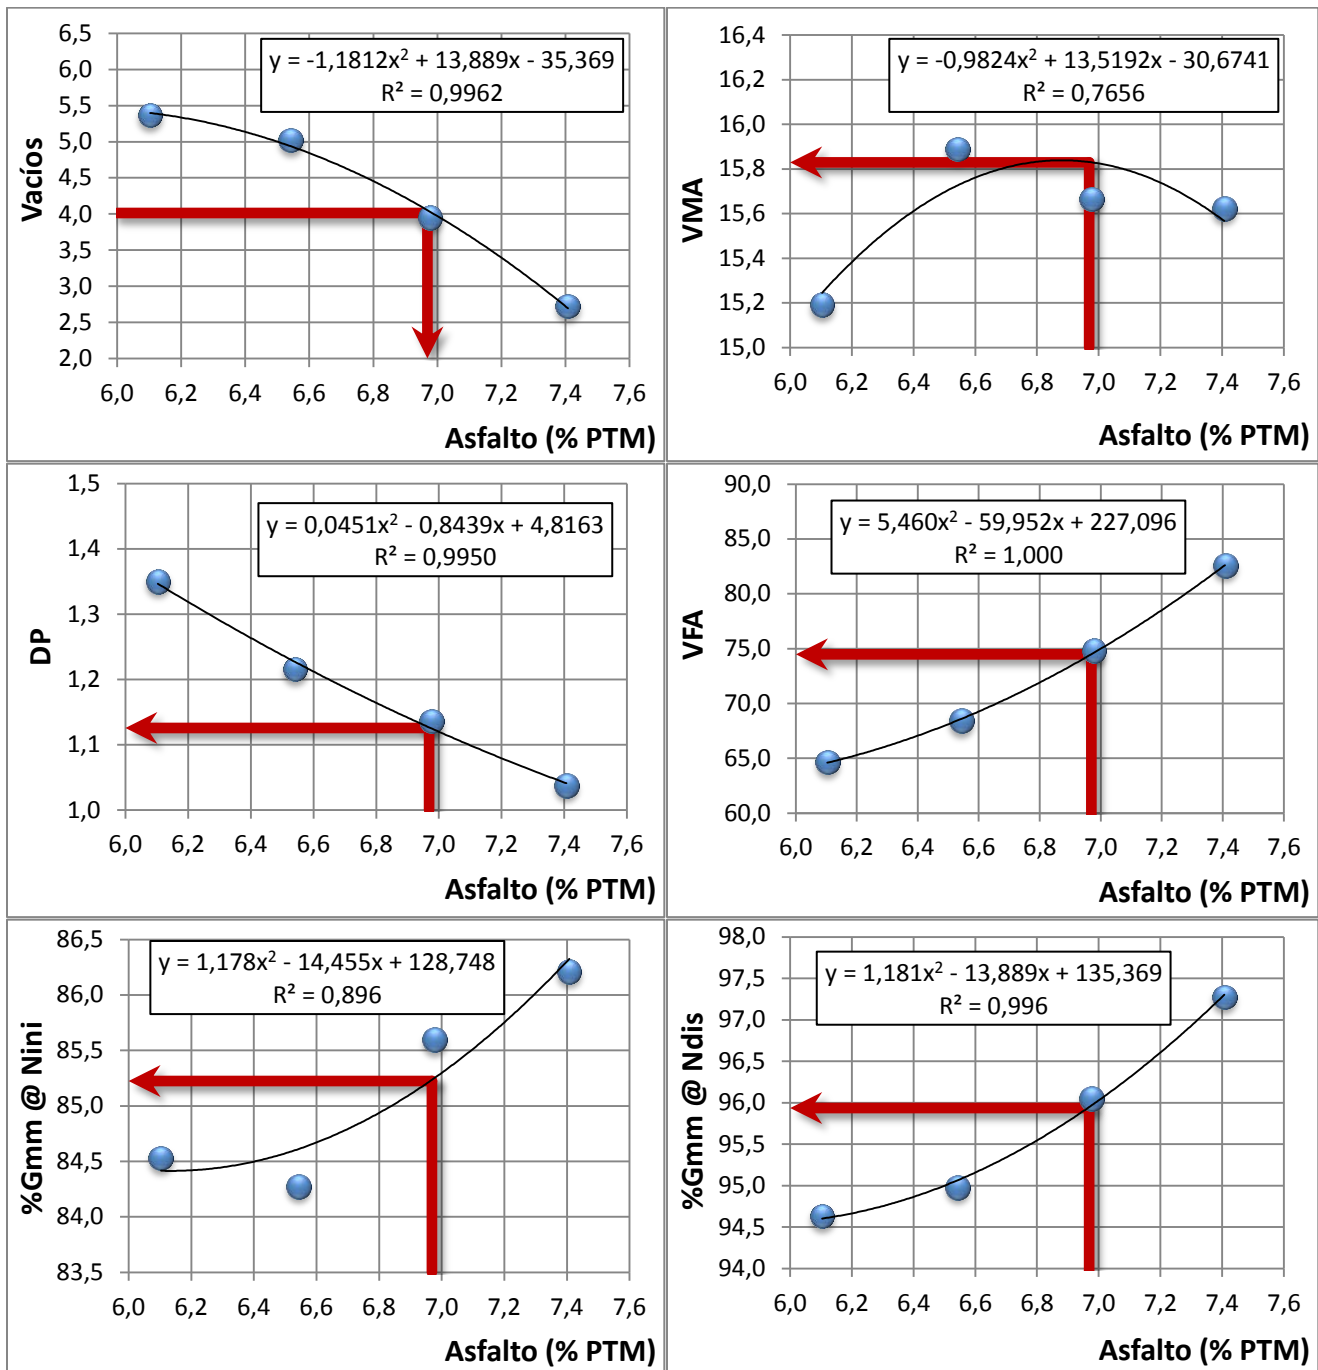 6,5
6,0
5,5
5,0
4,5
4,0
3,5
3,0
2,5
2,0
Vacíos
y = -1,1812x² + 13,889x - 35,369
R² = 0,9962
6,0 6,2 6,4 6,6 6,8 7,0 7,2 7,4 7,6
Asfalto (% PTM)
16,4
16,2
16,0
15,8
15,6
15,4
15,2
15,0
VMA
y = -0,9824x² + 13,5192x - 30,6741
R² = 0,7656
6,0 6,2 6,4 6,6 6,8 7,0 7,2 7,4 7,6
Asfalto (% PTM)
1,5
1,4
1,3
1,2
1,1
1,0
DP
y = 0,0451x² - 0,8439x + 4,8163
R² = 0,9950
6,0 6,2 6,4 6,6 6,8 7,0 7,2 7,4 7,6
Asfalto (% PTM)
90,0
85,0
80,0
75,0
70,0
65,0
60,0
VFA
y = 5,460x² - 59,952x + 227,096
R² = 1,000
6,0 6,2 6,4 6,6 6,8 7,0 7,2 7,4 7,6
Asfalto (% PTM)
86,5
86,0
85,5
85,0
84,5
84,0
83,5
%Gmm @ Nini
y = 1,178x² - 14,455x + 128,748
R² = 0,896
6,0 6,2 6,4 6,6 6,8 7,0 7,2 7,4 7,6
Asfalto (% PTM)
98,0
97,5
97,0
96,5
96,0
95,5
95,0
94,5
94,0
%Gmm @ Ndis
y = 1,181x² - 13,889x + 135,369
R² = 0,996
6,0 6,2 6,4 6,6 6,8 7,0 7,2 7,4 7,6
Asfalto (% PTM)